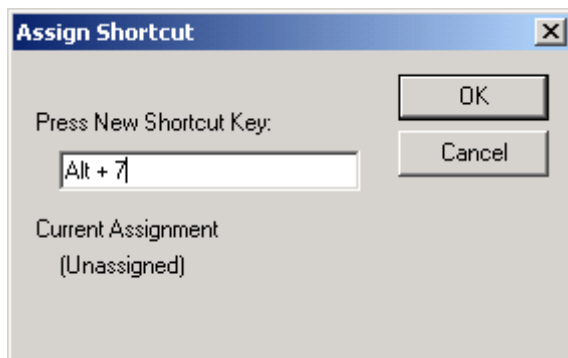 Assign Shortcut
OK
Press New Shortcut Key:
Cancel
Alt + 7
Current Assignment
(Unassigned)